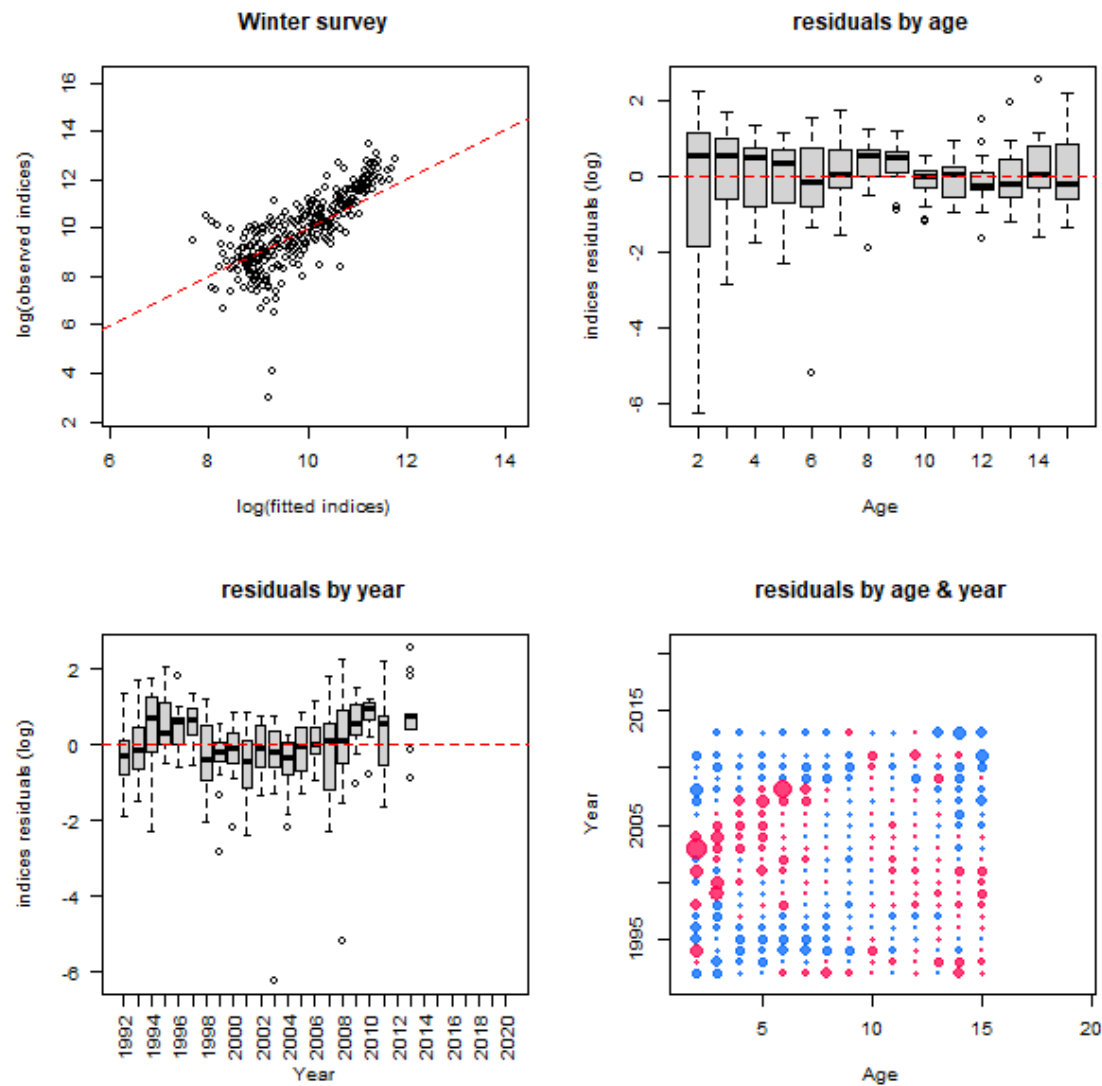 Winter survey
16
14
12
10
8
6
4
2
log(observed indices)
6 8 10 12 14
log(fitted indices)
residuals by age
2
0
-2
-4
-6
indices residuals (log)
2 4 6 8 10 12 14
Age
residuals by year
2
0
-2
-4
-6
indices residuals (log)
1992 1994 1996 1998 2000 2002 2004 2006 2008 2010 2012 2014 2016 2018 2020
Year
residuals by age & year
2015
2005
1995
Year
5 10 15 20
Age